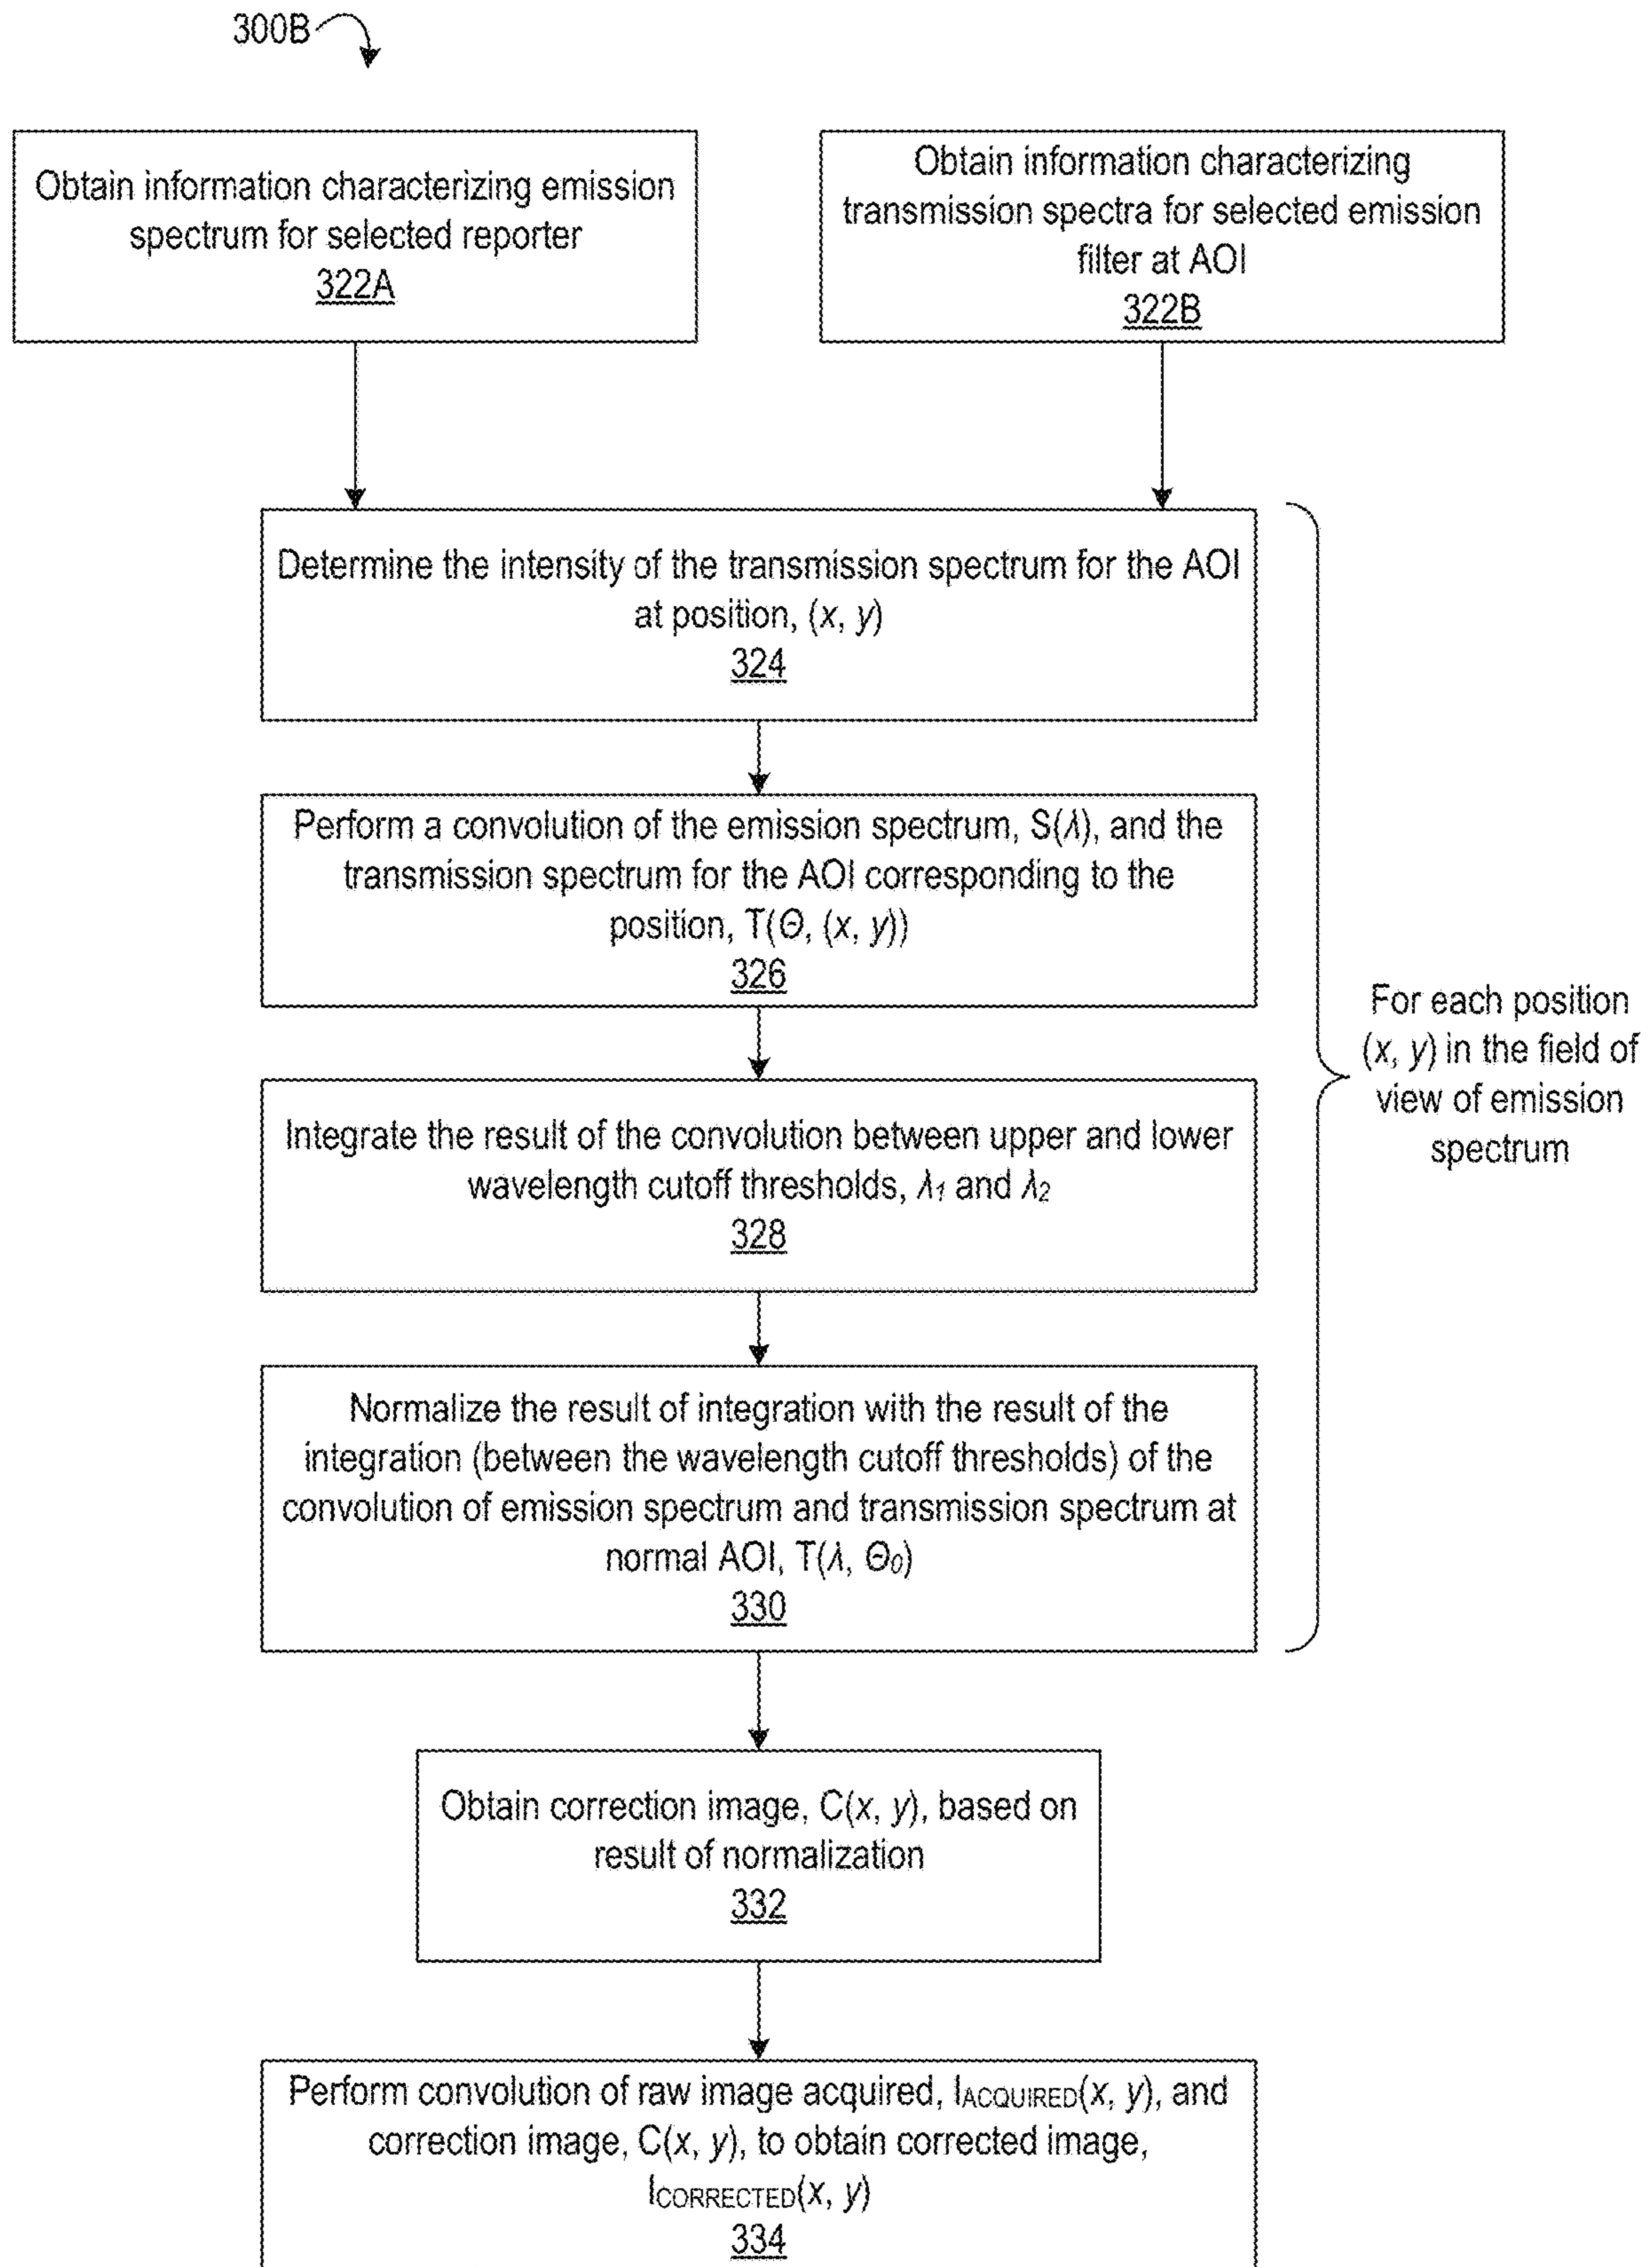 300B
Obtain information characterizing emission
spectrum for selected reporter
322A
Obtain information characterizing
transmission spectra for selected emission
filter at AOI
322B
Determine the intensity of the transmission spectrum for the AOI
at position, (x, y)
324
Perform a convolution of the emission spectrum, S(λ), and the
transmission spectrum for the AOI corresponding to the
position, T(Θ, (x, y))
326
Integrate the result of the convolution between upper and lower
wavelength cutoff thresholds, λ₁ and λ₂
328
Normalize the result of integration with the result of the
integration (between the wavelength cutoff thresholds) of the
convolution of emission spectrum and transmission spectrum at
normal AOI, T(λ, Θ₀)
330
For each position
(x, y) in the field of
view of emission
spectrum
Obtain correction image, C(x, y), based on
result of normalization
332
Perform convolution of raw image acquired, IACQUIRED(x, y), and
correction image, C(x, y), to obtain corrected image,
ICORRECTED(x, y)
334